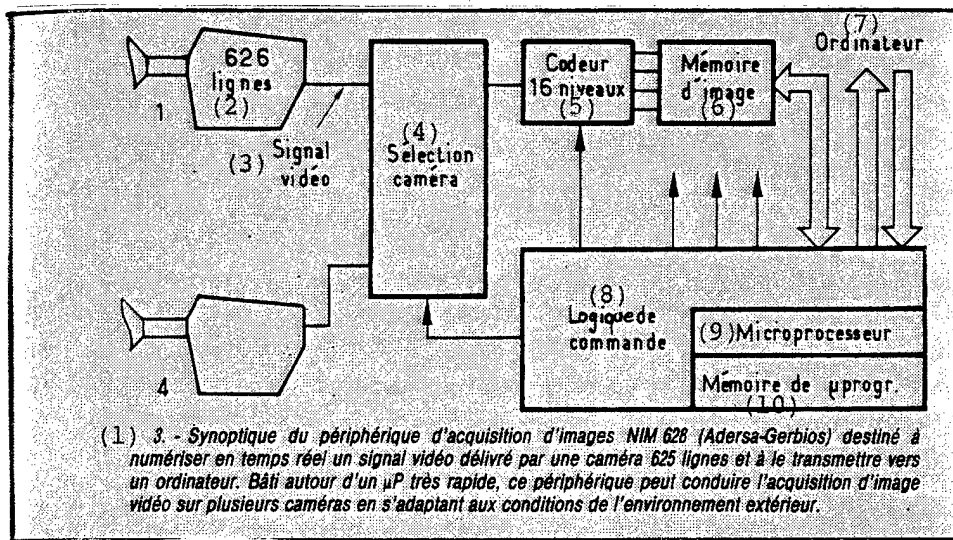 626
lignes
(2)
1
(3) Signal
vidéo
(4)
Sélection
caméra
Codeur
16 niveaux
(5)
Mémoire
d'image
(6)
(7)
Ordinateur
4
(8)
Logique de
commande
(9) Microprocesseur
Mémoire de µprogr.
(10)
(1) 3. - Synoptique du périphérique d'acquisition d'images NIM 626 (Adersa-Gerbios) destiné à
numériser en temps réel un signal vidéo délivré par une caméra 625 lignes et à le transmettre vers
un ordinateur. Bâti autour d'un µP très rapide, ce périphérique peut conduire l'acquisition d'image
vidéo sur plusieurs caméras en s'adaptant aux conditions de l'environnement extérieur.